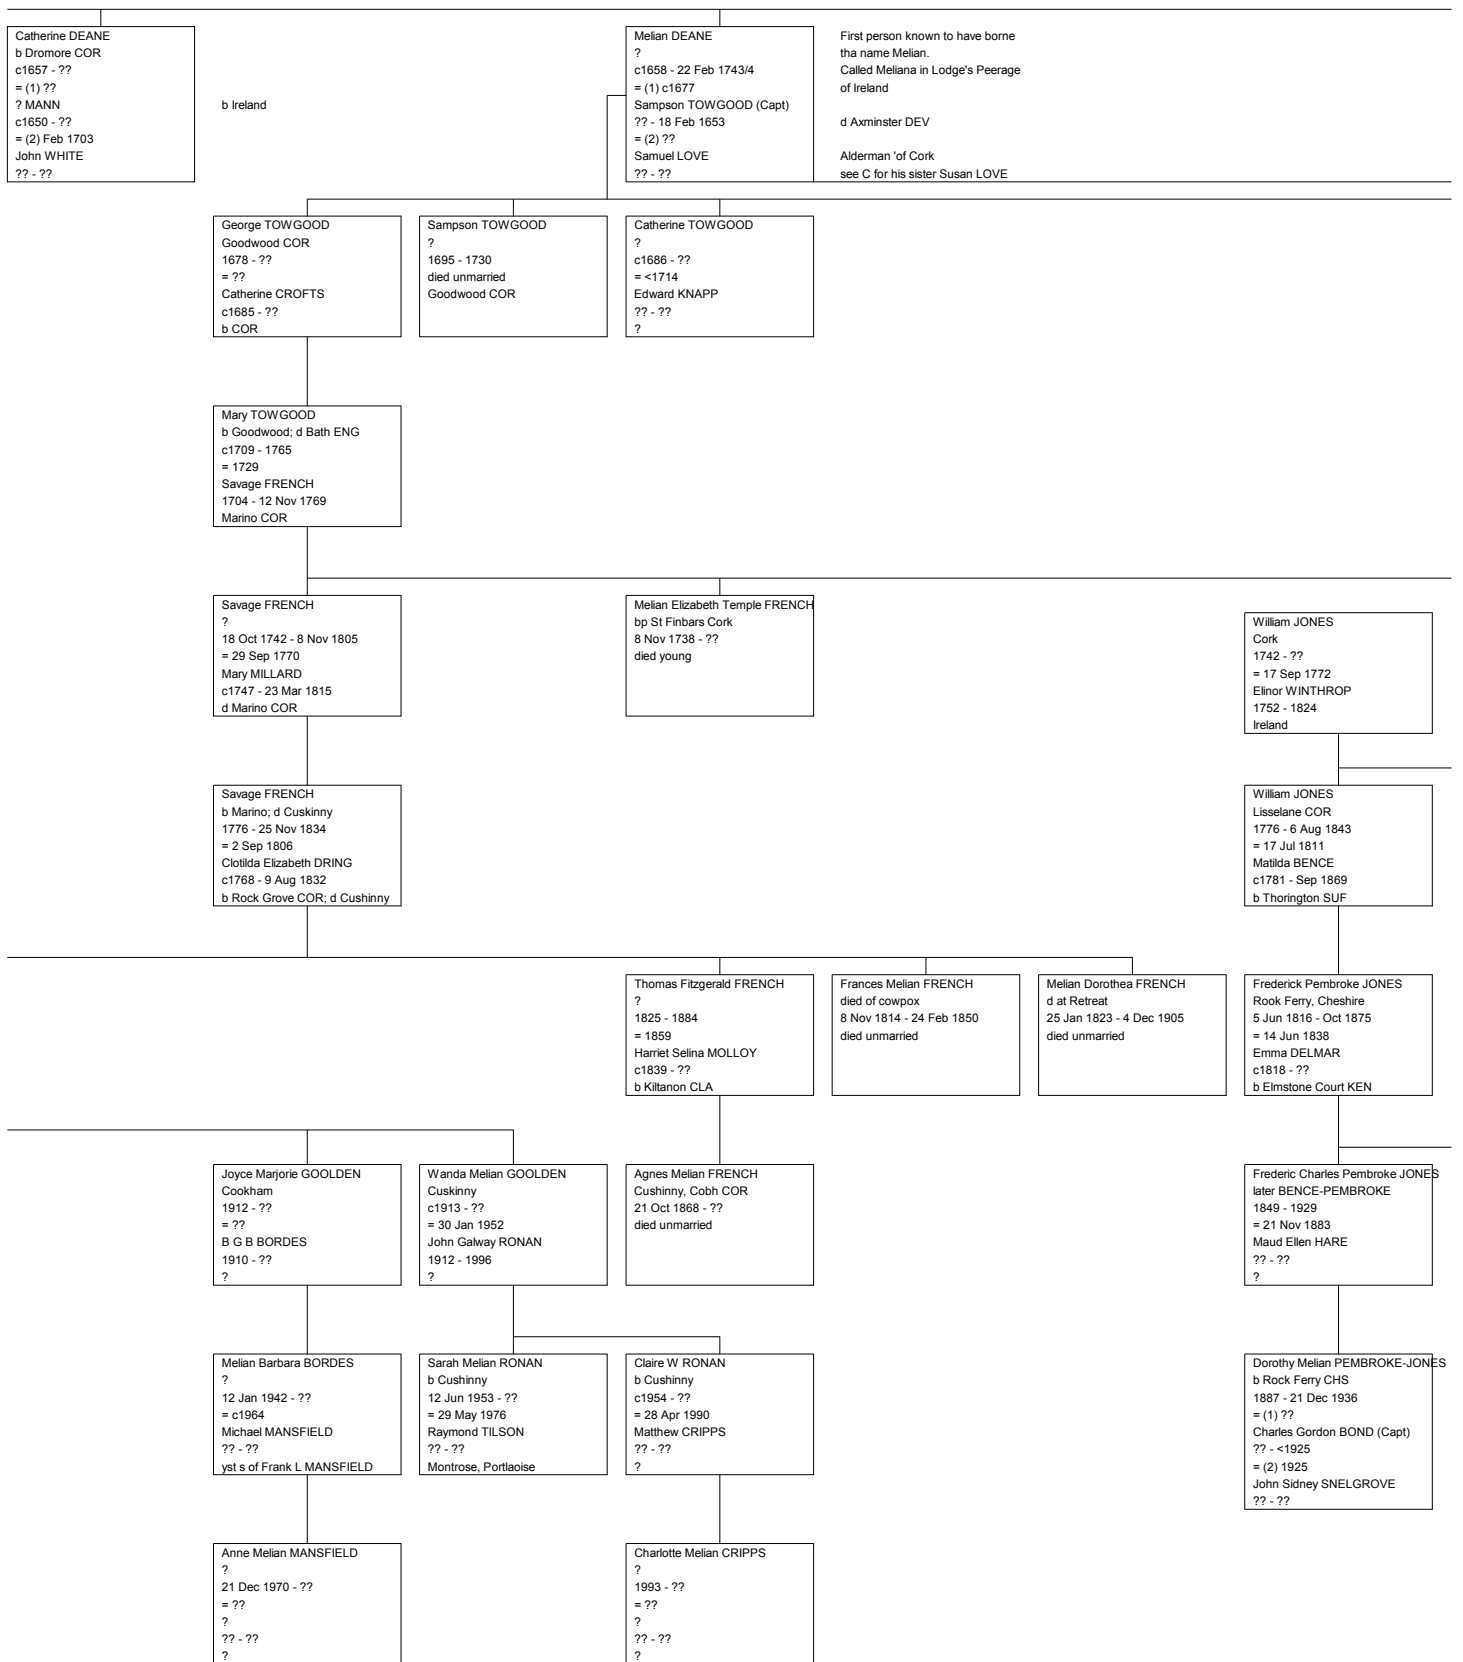 Catherine DEANE
b Dromore COR
c1657 - ??
= (1) ??
? MANN
c1650 - ??
= (2) Feb 1703
John WHITE
?? - ??
b Ireland
Melian DEANE
?
c1658 - 22 Feb 1743/4
= (1) c1677
Sampson TOWGOOD (Capt)
?? - 18 Feb 1653
= (2) ??
Samuel LOVE
?? - ??
First person known to have borne
tha name Melian.
Called Meliana in Lodge's Peerage
of Ireland
d Axminster DEV
Alderman 'of Cork
see C for his sister Susan LOVE
George TOWGOOD
Goodwood COR
1678 - ??
= ??
Catherine CROFTS
c1685 - ??
b COR
Sampson TOWGOOD
?
1695 - 1730
died unmarried
Goodwood COR
Catherine TOWGOOD
?
c1686 - ??
= <1714
Edward KNAPP
?? - ??
?
Mary TOWGOOD
b Goodwood; d Bath ENG
c1709 - 1765
= 1729
Savage FRENCH
1704 - 12 Nov 1769
Marino COR
Savage FRENCH
?
18 Oct 1742 - 8 Nov 1805
= 29 Sep 1770
Mary MILLARD
c1747 - 23 Mar 1815
d Marino COR
Melian Elizabeth Temple FRENCH
bp St Finbars Cork
8 Nov 1738 - ??
died young
William JONES
Cork
1742 - ??
= 17 Sep 1772
Elinor WINTHROP
1752 - 1824
Ireland
Savage FRENCH
b Marino; d Cuskinny
1776 - 25 Nov 1834
= 2 Sep 1806
Clotilda Elizabeth DRING
c1768 - 9 Aug 1832
b Rock Grove COR; d Cushinny
William JONES
Lisselane COR
1776 - 6 Aug 1843
= 17 Jul 1811
Matilda BENCE
c1781 - Sep 1869
b Thorington SUF
Thomas Fitzgerald FRENCH
?
1825 - 1884
= 1859
Harriet Selina MOLLOY
c1839 - ??
b Kiltanon CLA
Frances Melian FRENCH
died of cowpox
8 Nov 1814 - 24 Feb 1850
died unmarried
Melian Dorothea FRENCH
d at Retreat
25 Jan 1823 - 4 Dec 1905
died unmarried
Frederick Pembroke JONES
Rook Ferry, Cheshire
5 Jun 1816 - Oct 1875
= 14 Jun 1838
Emma DELMAR
c1818 - ??
b Elmstone Court KEN
Joyce Marjorie GOOLDEN
Cookham
1912 - ??
= ??
B G B BORDES
1910 - ??
?
Wanda Melian GOOLDEN
Cuskinny
c1913 - ??
= 30 Jan 1952
John Galway RONAN
1912 - 1996
?
Agnes Melian FRENCH
Cushinny, Cobh COR
21 Oct 1868 - ??
died unmarried
Frederic Charles Pembroke JONES
later BENCE-PEMBROKE
1849 - 1929
= 21 Nov 1883
Maud Ellen HARE
?? - ??
?
Melian Barbara BORDES
?
12 Jan 1942 - ??
= c1964
Michael MANSFIELD
?? - ??
yst s of Frank L MANSFIELD
Sarah Melian RONAN
b Cushinny
12 Jun 1953 - ??
= 29 May 1976
Raymond TILSON
?? - ??
Montrose, Portlaoise
Claire W RONAN
b Cushinny
c1954 - ??
= 28 Apr 1990
Matthew CRIPPS
?? - ??
?
Dorothy Melian PEMBROKE-JONES
b Rock Ferry CHS
1887 - 21 Dec 1936
= (1) ??
Charles Gordon BOND (Capt)
?? - <1925
= (2) 1925
John Sidney SNELGROVE
?? - ??
Anne Melian MANSFIELD
?
21 Dec 1970 - ??
= ??
?
?? - ??
?
Charlotte Melian CRIPPS
?
1993 - ??
= ??
?
?? - ??
?